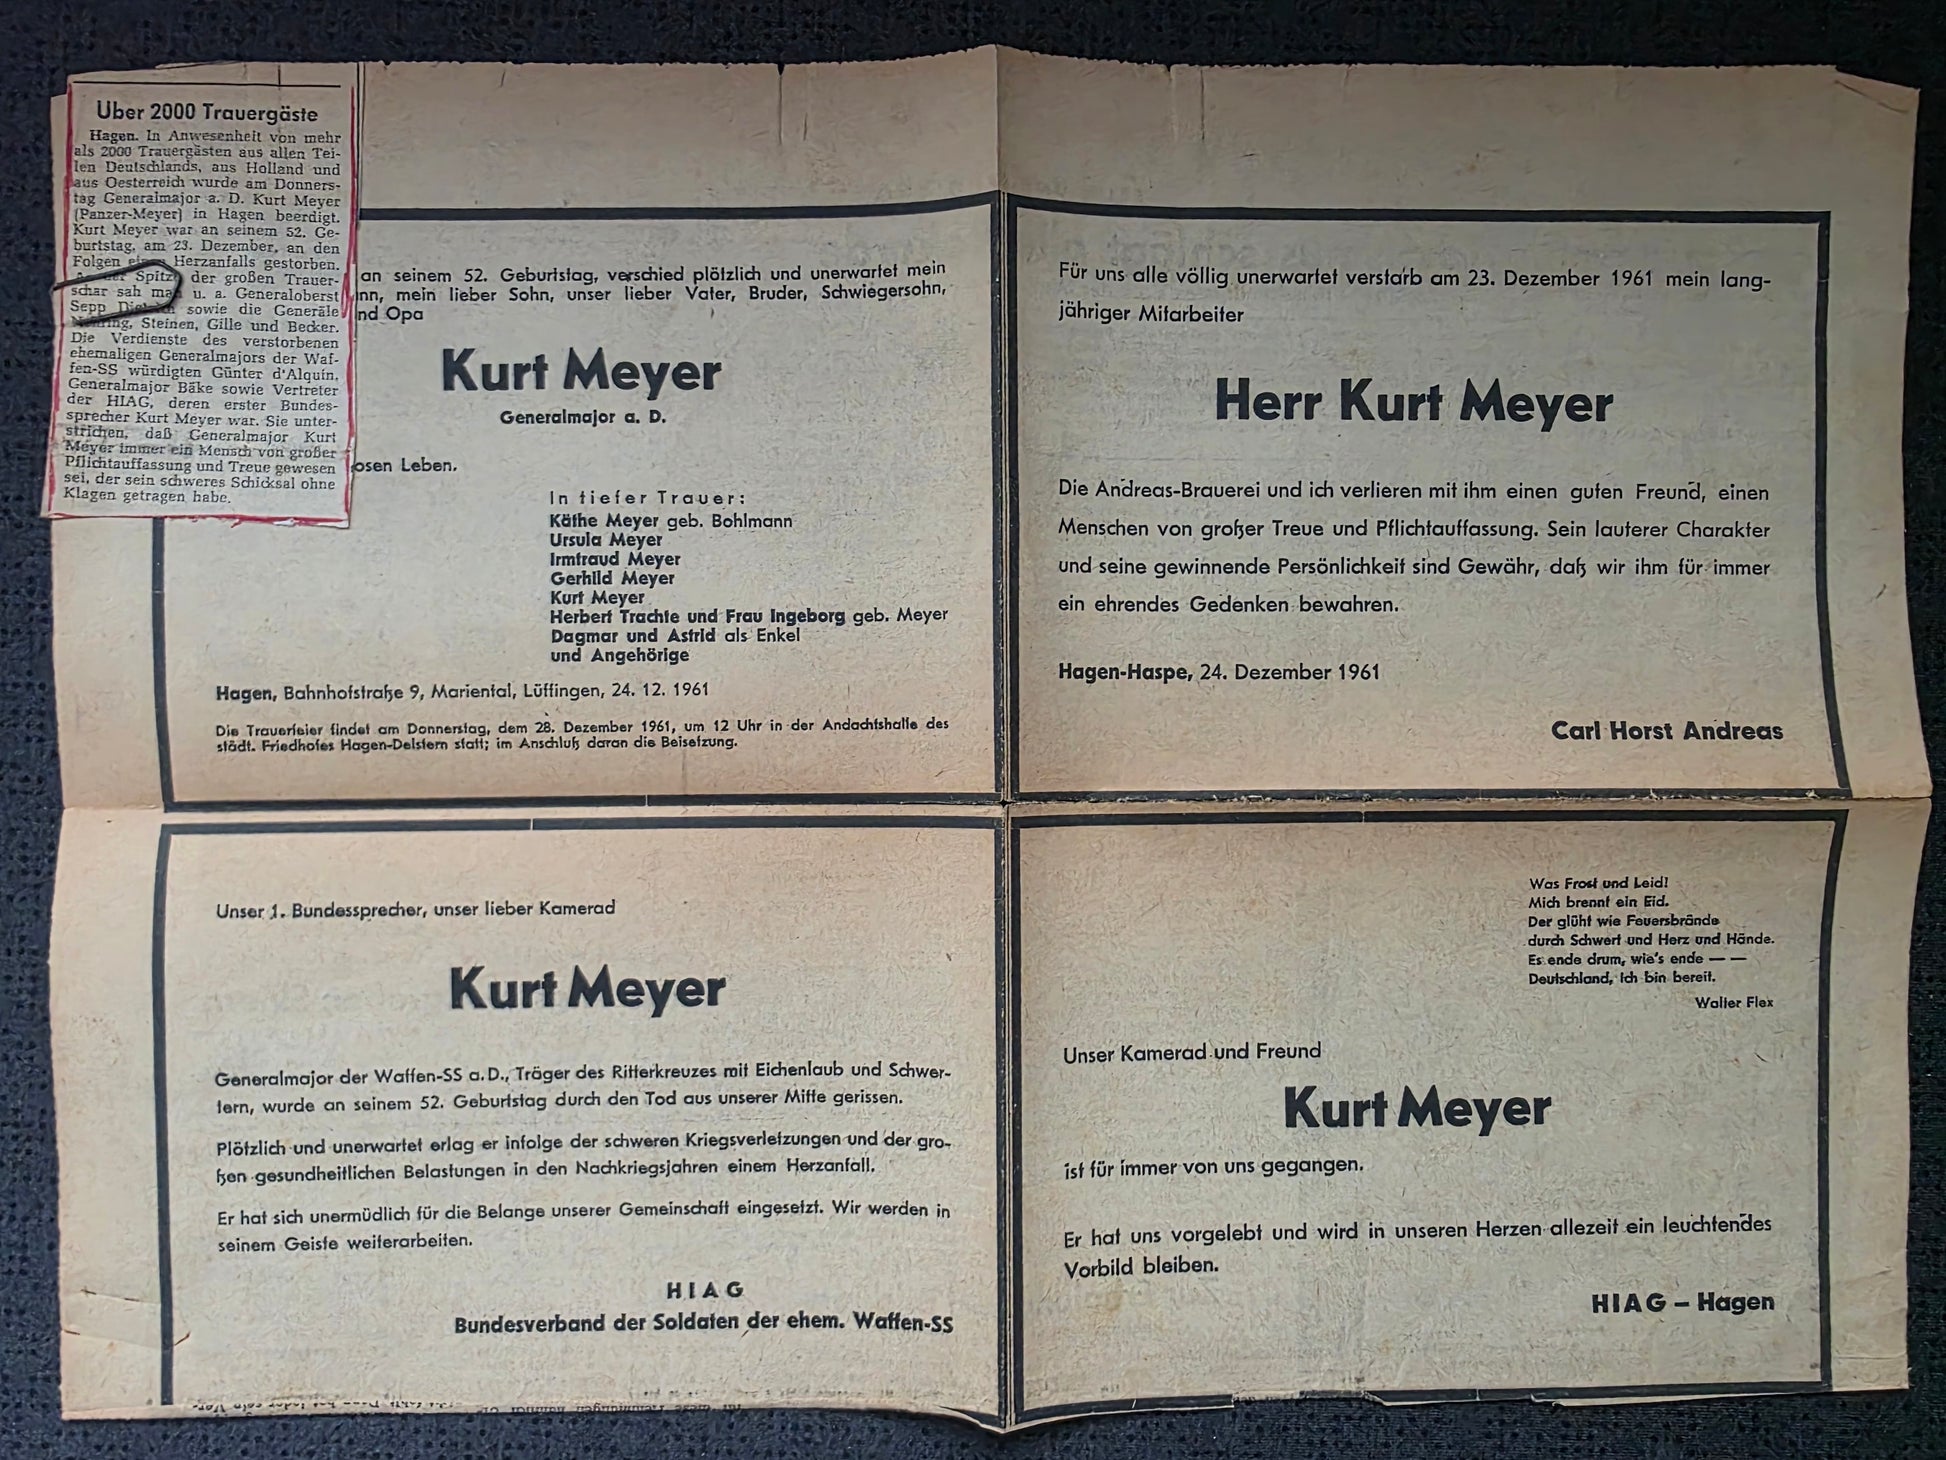 Über 2000 Trauergäste
Hagen. In Anwesenheit von mehr
als 2000 Trauergästen aus allen Tei-
len Deutschlands, aus Holland und
aus Oesterreich wurde am Donners-
tag Generalmajor a. D. Kurt Meyer
(Panzer-Meyer) in Hagen beerdigt.
Kurt Meyer war an seinem 52. Ge-
burtstag, am 23. Dezember, an den
Folgen eines Herzanfalls gestorben.
An der Spitze der großen Trauer-
schar sah man u. a. Generaloberst
Sepp Dietrich sowie die Generäle
Steinen, Gille und Becker.
Die Verdienste des verstorbenen
ehemaligen Generalmajors der Waf-
fen-SS würdigten Günter d'Alquin,
Generalmajor Bäke sowie Vertreter
der HIAG, deren erster Bundes-
sprecher Kurt Meyer war. Sie unter-
strichen, daß Generalmajor Kurt
Meyer immer ein Mensch von großer
Pflichtauffassung und Treue gewesen
sei, der sein schweres Schicksal ohne
Klagen getragen habe.
an seinem 52. Geburtstag, verschied plötzlich und unerwartet mein
nn, mein lieber Sohn, unser lieber Vater, Bruder, Schwiegersohn,
nd Opa
Kurt Meyer
Generalmajor a. D.
osen Leben.
In tiefer Trauer:
Käthe Meyer geb. Bohlmann
Ursula Meyer
Irmtraud Meyer
Gerhild Meyer
Kurt Meyer
Herbert Trachte und Frau Ingeborg geb. Meyer
Dagmar und Astrid als Enkel
und Angehörige
Hagen, Bahnhofstraße 9, Mariental, Lüftingen, 24. 12. 1961
Die Trauerfeier findet am Donnerstag, dem 28. Dezember 1961, um 12 Uhr in der Andachtshalle des
städt. Friedhofes Hagen-Delstern statt; im Anschluß daran die Beisetzung.
Für uns alle völlig unerwartet verstarb am 23. Dezember 1961 mein lang-
jähriger Mitarbeiter
Herr Kurt Meyer
Die Andreas-Brauerei und ich verlieren mit ihm einen guten Freund, einen
Menschen von großer Treue und Pflichtauffassung. Sein lauterer Charakter
und seine gewinnende Persönlichkeit sind Gewähr, daß wir ihm für immer
ein ehrendes Gedenken bewahren.
Hagen-Haspe, 24. Dezember 1961
Carl Horst Andreas
Unser 1. Bundessprecher, unser lieber Kamerad
Kurt Meyer
Generalmajor der Waffen-SS a. D., Träger des Ritterkreuzes mit Eichenlaub und Schwer-
tern, wurde an seinem 52. Geburtstag durch den Tod aus unserer Mitte gerissen.
Plötzlich und unerwartet erlag er infolge der schweren Kriegsverletzungen und der gro-
ßen gesundheitlichen Belastungen in den Nachkriegsjahren einem Herzanfall.
Er hat sich unermüdlich für die Belange unserer Gemeinschaft eingesetzt. Wir werden in
seinem Geiste weiterarbeiten.
HIAG
Bundesverband der Soldaten der ehem. Waffen-SS
Was Frost und Leid!
Mich brennt ein Eid.
Der glüht wie Feuersbrände
durch Schwert und Herz und Hände.
Es ende drum, wie's ende — —
Deutschland, ich bin bereit.
Walter Flex
Unser Kamerad und Freund
Kurt Meyer
ist für immer von uns gegangen.
Er hat uns vorgelebt und wird in unseren Herzen allezeit ein leuchtendes
Vorbild bleiben.
HIAG – Hagen